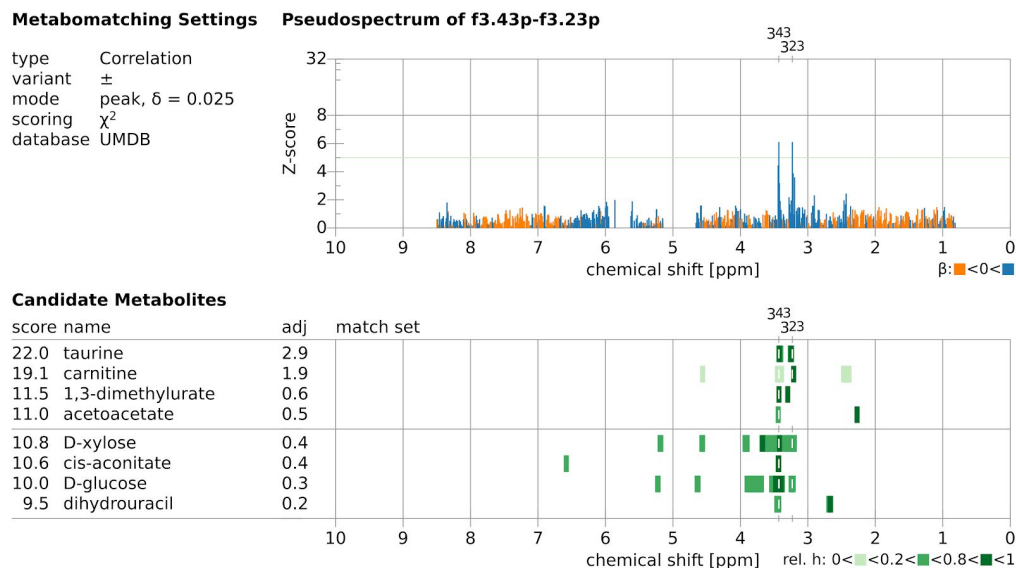 Metabomatching Settings
type Correlation
variant ±
mode peak, δ = 0.025
scoring χ²
database UMDB
Pseudospectrum of f3.43p-f3.23p
343
323
32
8
6
4
2
0
Z-score
10 9 8 7 6 5 4 3 2 1 0
chemical shift [ppm]
β: <0<
Candidate Metabolites
343
323
score name adj match set
22.0 taurine 2.9
19.1 carnitine 1.9
11.5 1,3-dimethylurate 0.6
11.0 acetoacetate 0.5
10.8 D-xylose 0.4
10.6 cis-aconitate 0.4
10.0 D-glucose 0.3
9.5 dihydrouracil 0.2
10 9 8 7 6 5 4 3 2 1 0
chemical shift [ppm]
rel. h: 0< <0.2< <0.8< <1